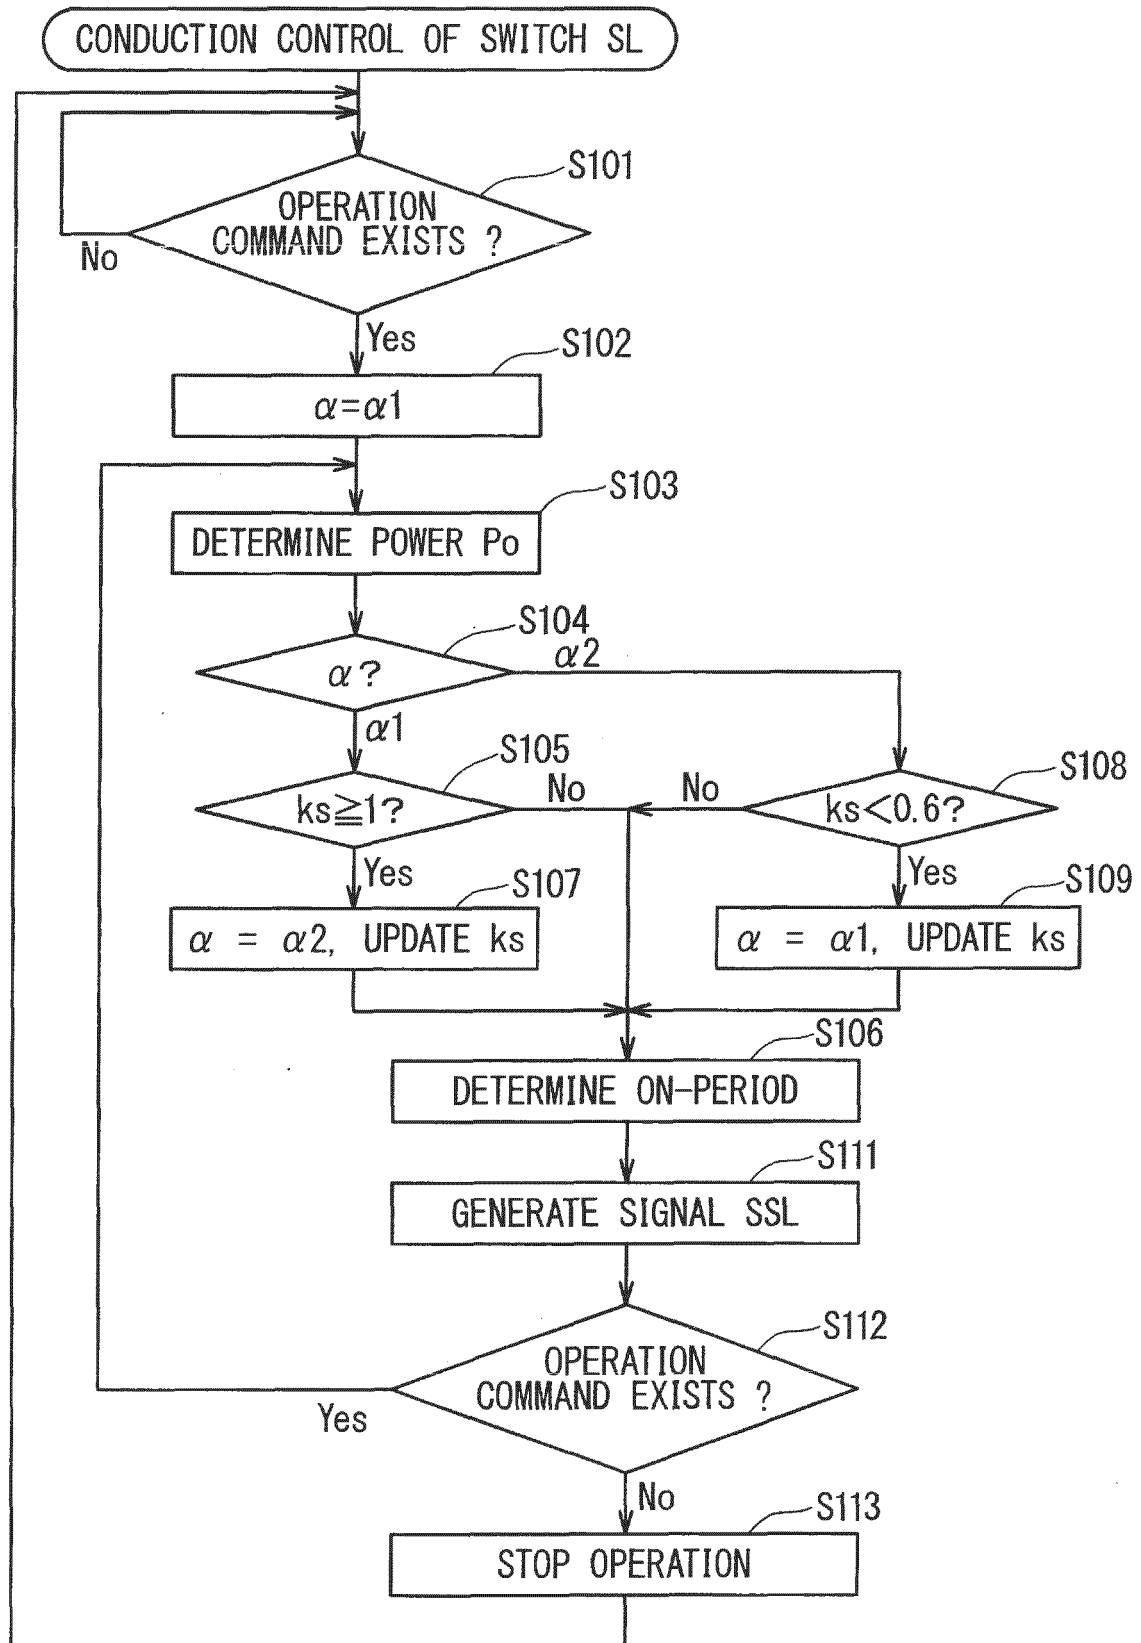 CONDUCTION CONTROL OF SWITCH SL
S101
OPERATION
COMMAND EXISTS ?
No
Yes
S102
α=α1
S103
DETERMINE POWER Po
S104
α?
α2
α1
S105
ks≧1?
No
No
S108
ks<0.6?
Yes
S107
α = α2, UPDATE ks
Yes
S109
α = α1, UPDATE ks
S106
DETERMINE ON-PERIOD
S111
GENERATE SIGNAL SSL
S112
OPERATION
COMMAND EXISTS ?
Yes
No
S113
STOP OPERATION